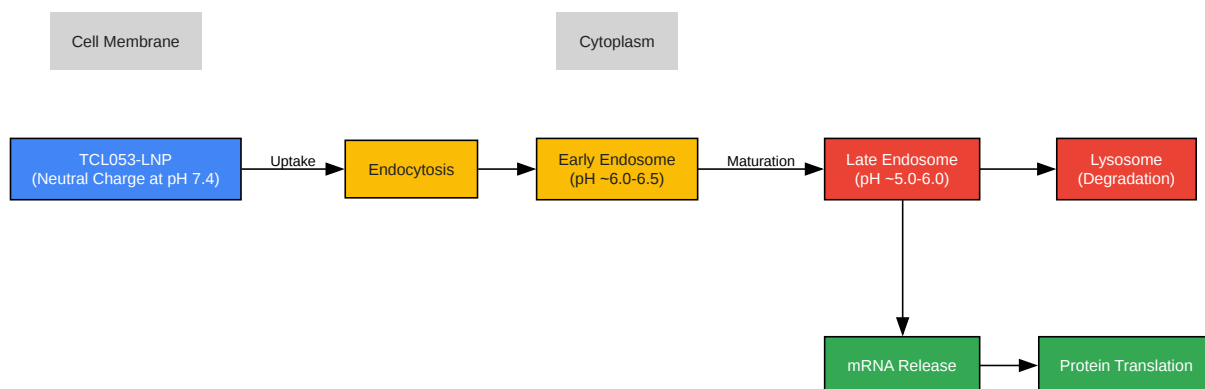 Cell Membrane
Cytoplasm
TCL053-LNP
(Neutral Charge at pH 7.4)
Uptake
Endocytosis
Early Endosome
(pH ~6.0-6.5)
Maturation
Late Endosome
(pH ~5.0-6.0)
Lysosome
(Degradation)
mRNA Release
Protein Translation